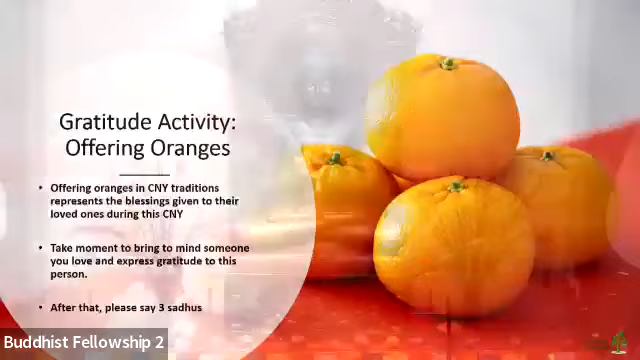 Gratitude Activity:
Offering Oranges
• Offering oranges in CNY traditions
represents the blessings given to their
loved ones during this CNY
• Take moment to bring to mind someone
you love and express gratitude to this
person.
• After that, please say 3 sadhus
Buddhist Fellowship 2